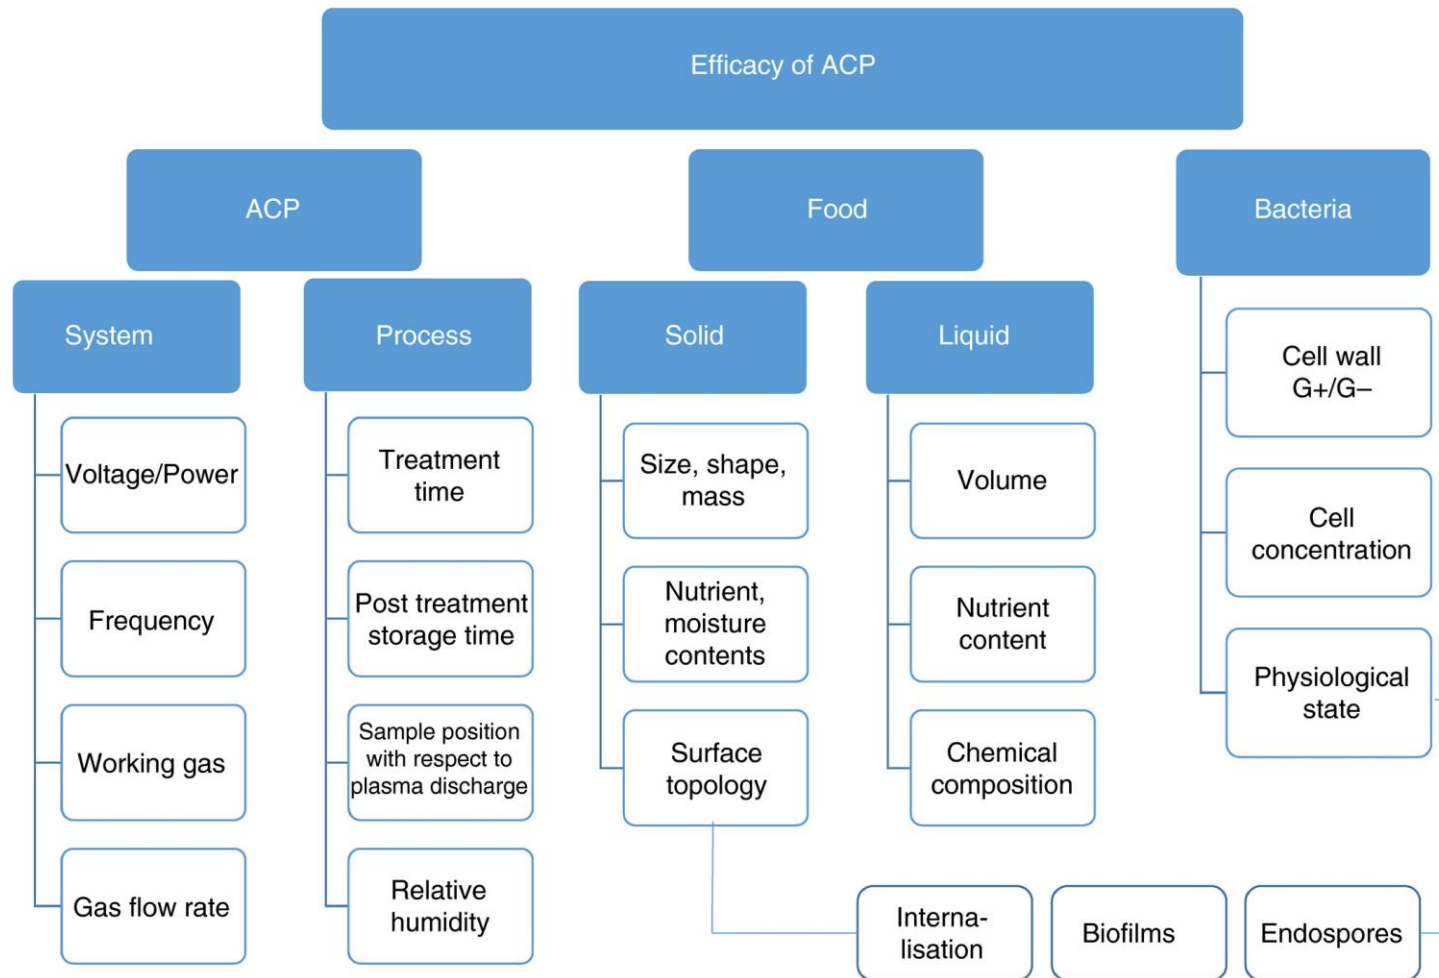 Efficacy of ACP
ACP
Food
Bacteria
System
Process
Solid
Liquid
Voltage/Power
Frequency
Working gas
Gas flow rate
Treatment
time
Post treatment
storage time
Sample position
with respect to
plasma discharge
Relative
humidity
Size, shape,
mass
Nutrient,
moisture
contents
Surface
topology
Volume
Nutrient
content
Chemical
composition
Cell wall
G+/G–
Cell
concentration
Physiological
state
Interna-
lisation
Biofilms
Endospores